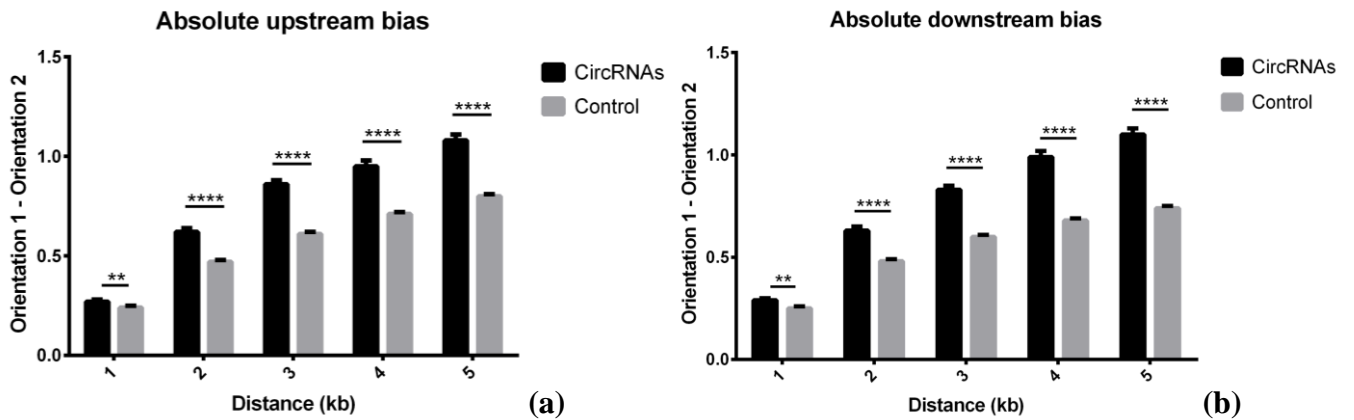 Absolute upstream bias
Orientation 1 - Orientation 2
1.5
1.0
0.5
0.0
**
****
****
****
****
1
2
3
4
5
Distance (kb)
CircRNAs
Control
(a)
Absolute downstream bias
Orientation 1 - Orientation 2
1.5
1.0
0.5
0.0
**
****
****
****
****
1
2
3
4
5
Distance (kb)
CircRNAs
Control
(b)